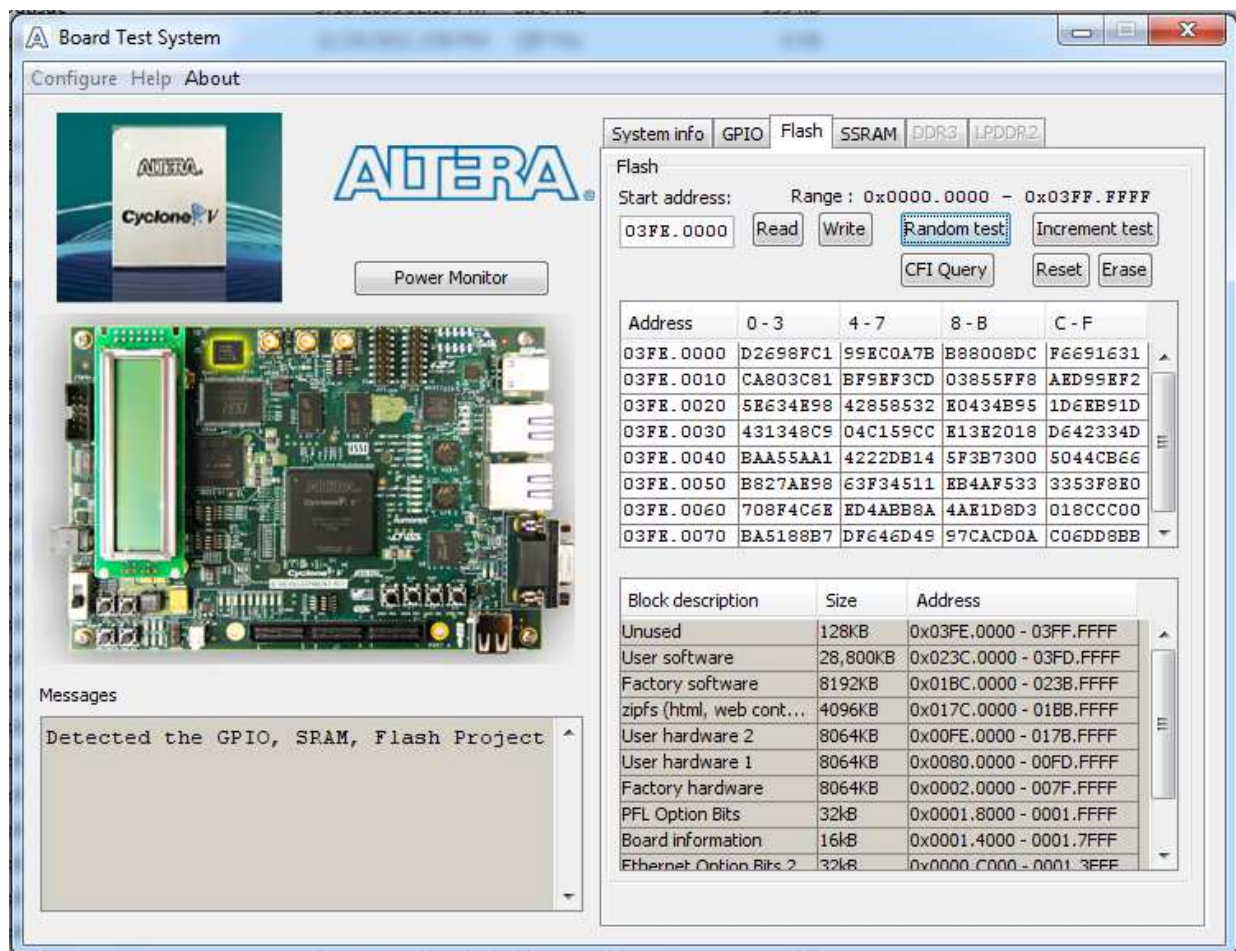 Board Test System
Configure Help About
ALTERA
Cyclone V
ALTERA®
Power Monitor
Messages
Detected the GPIO, SRAM, Flash Project
System info GPIO Flash SSRAM DDR3 LPDDR2
Flash
Start address: Range : 0x0000.0000 - 0x03FF.FFFF
03FE.0000 Read Write Random test Increment test
CFI Query Reset Erase
Address 0 - 3 4 - 7 8 - B C - F
03FE.0000 D2698FC1 99EC0A7B B88008DC F6691631
03FE.0010 CA803C81 BF9EF3CD 03855FF8 AED99EF2
03FE.0020 5E634E98 42858532 E0434B95 1D6EB91D
03FE.0030 431348C9 04C159CC E13E2018 D642334D
03FE.0040 BAA55AA1 4222DB14 5F3B7300 5044CB66
03FE.0050 B827AE98 63F34511 EB4AF533 3353F8E0
03FE.0060 708F4C6E ED4ABB8A 4AE1D8D3 018CCC00
03FE.0070 BA5188B7 DF646D49 97CACD0A C06DD8BB
Block description Size Address
Unused 128KB 0x03FE.0000 - 03FF.FFFF
User software 28,800KB 0x023C.0000 - 03FD.FFFF
Factory software 8192KB 0x01BC.0000 - 023B.FFFF
zipfs (html, web cont... 4096KB 0x017C.0000 - 01BB.FFFF
User hardware 2 8064KB 0x00FE.0000 - 017B.FFFF
User hardware 1 8064KB 0x0080.0000 - 00FD.FFFF
Factory hardware 8064KB 0x0002.0000 - 007F.FFFF
PFL Option Bits 32kB 0x0001.8000 - 0001.FFFF
Board information 16kB 0x0001.4000 - 0001.7FFF
Ethernet Option Bits 2 32kB 0x0000.C000 - 0001.3FFF